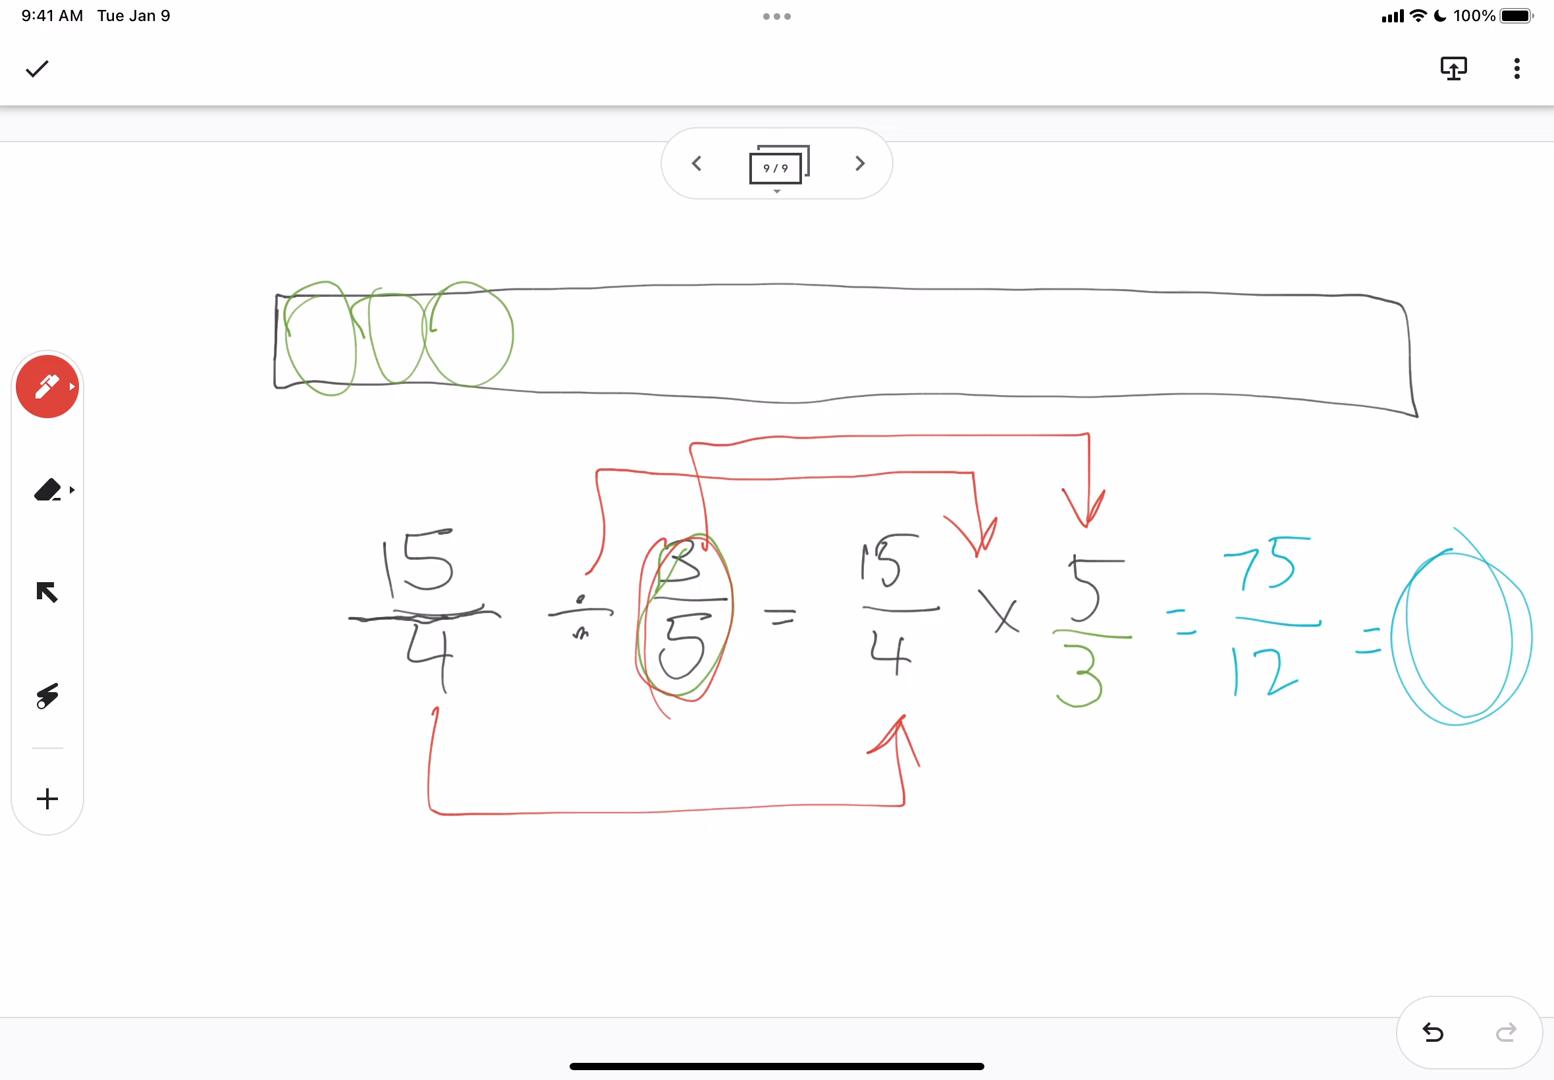 9:41 AM Tue Jan 9
100%
9 / 9
15/4 ÷ 3/5 = 15/4 × 5/3 = 75/12 =